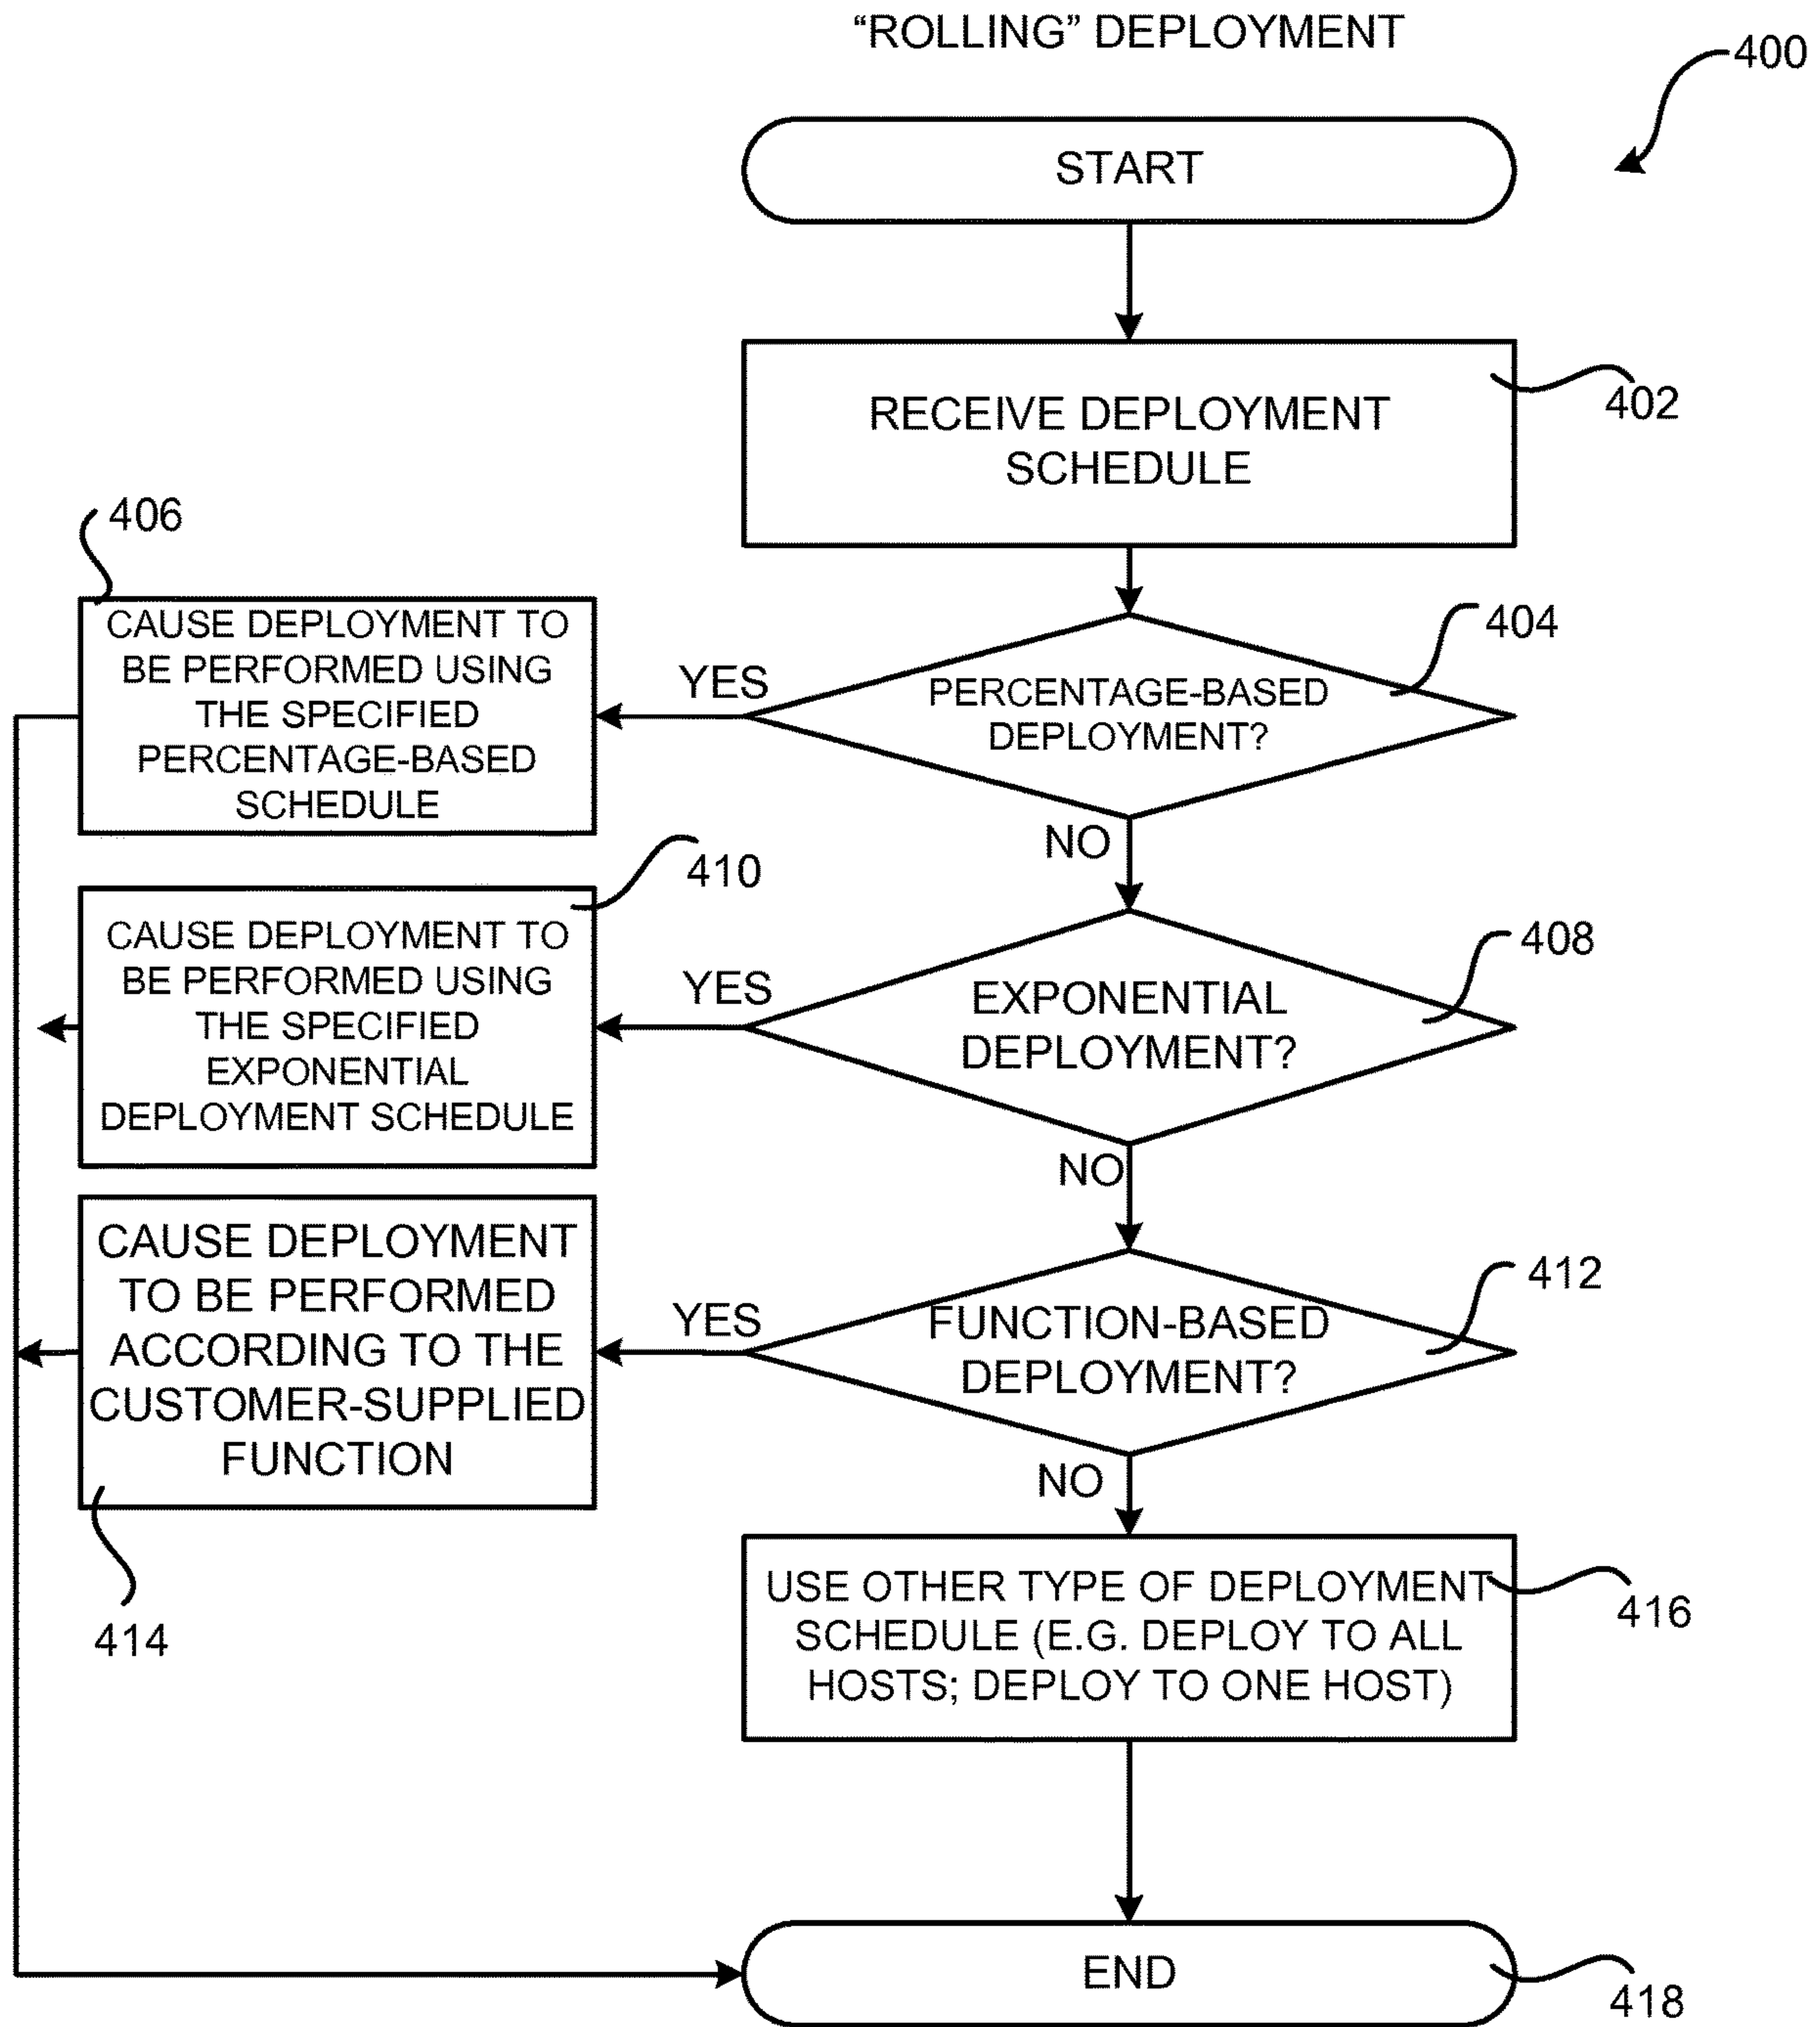 “ROLLING” DEPLOYMENT
400
START
RECEIVE DEPLOYMENT
SCHEDULE
402
406
CAUSE DEPLOYMENT TO
BE PERFORMED USING
THE SPECIFIED
PERCENTAGE-BASED
SCHEDULE
YES
PERCENTAGE-BASED
DEPLOYMENT?
404
NO
410
CAUSE DEPLOYMENT TO
BE PERFORMED USING
THE SPECIFIED
EXPONENTIAL
DEPLOYMENT SCHEDULE
YES
EXPONENTIAL
DEPLOYMENT?
408
NO
CAUSE DEPLOYMENT
TO BE PERFORMED
ACCORDING TO THE
CUSTOMER-SUPPLIED
FUNCTION
414
YES
FUNCTION-BASED
DEPLOYMENT?
412
NO
USE OTHER TYPE OF DEPLOYMENT
SCHEDULE (E.G. DEPLOY TO ALL
HOSTS; DEPLOY TO ONE HOST)
416
END
418